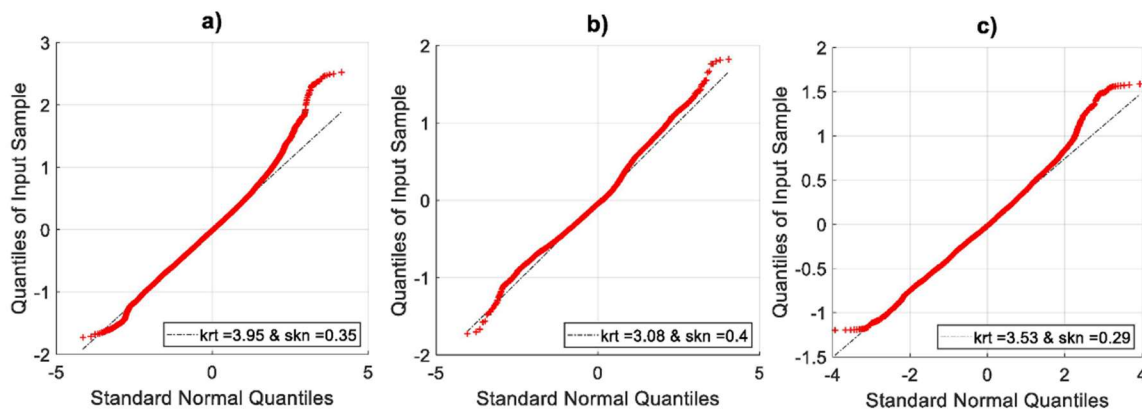 a)
3
2
1
0
-1
-2
-5
0
5
Quantiles of Input Sample
Standard Normal Quantiles
krt =3.95 & skn =0.35
b)
2
1
0
-1
-2
-5
0
5
Quantiles of Input Sample
Standard Normal Quantiles
krt =3.08 & skn =0.4
c)
2
1.5
1
0.5
0
-0.5
-1
-1.5
-4
-2
0
2
4
Quantiles of Input Sample
Standard Normal Quantiles
krt =3.53 & skn =0.29